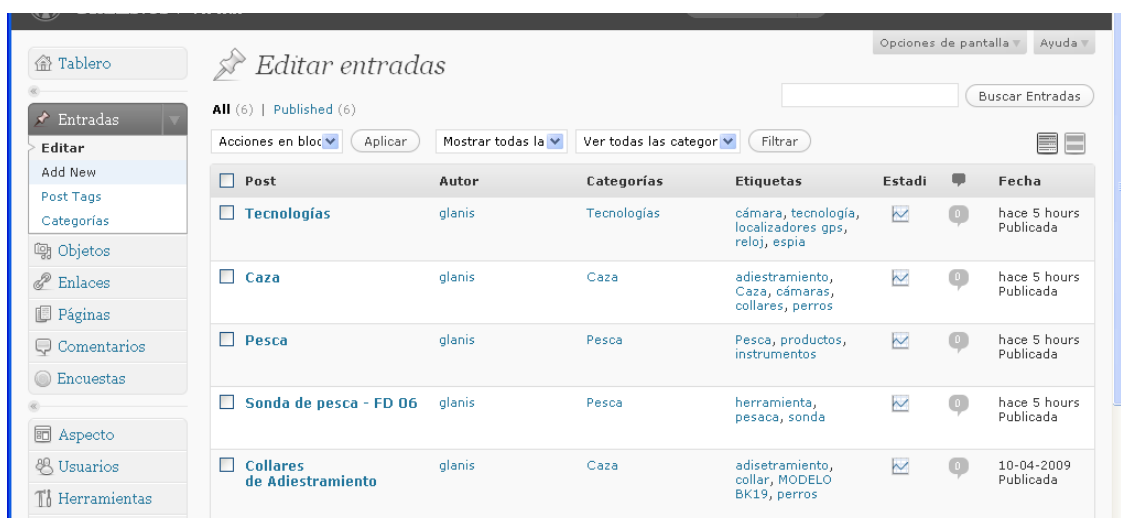 Opciones de pantalla Ayuda
Tablero
Editar entradas
Buscar Entradas
All (6) | Published (6)
Entradas
Acciones en bloc Aplicar Mostrar todas la Ver todas las categor Filtrar
Editar
Add New
Post Tags
Categorías
Objetos
Enlaces
Páginas
Comentarios
Encuestas
Aspecto
Usuarios
Herramientas
Post Autor Categorías Etiquetas Estadi Fecha
Tecnologías glanis Tecnologías cámara, tecnología, 0 hace 5 hours
localizadores gps, Publicada
reloj, espia
Caza glanis Caza adiestramiento, 0 hace 5 hours
Caza, cámaras, Publicada
collares, perros
Pesca glanis Pesca Pesca, productos, 0 hace 5 hours
instrumentos Publicada
Sonda de pesca - FD 06 glanis Pesca herramienta, 0 hace 5 hours
pesaca, sonda Publicada
Collares glanis Caza adisetramiento, 0 10-04-2009
de Adiestramiento collar, MODELO Publicada
BK19, perros